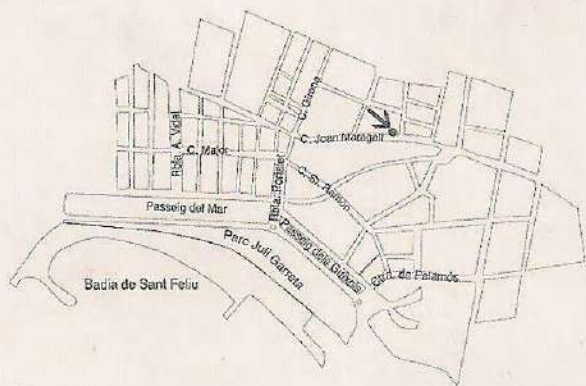 C. Girona
C. Joan Maragall
Rbla. A. Vidal
C. Major
Rbla. Portalet
C. St. Ramon
Passeig del Mar
Passeig dels Guíxols
Parc Juli Garreta
Ctra. de Palamós
Badia de Sant Feliu